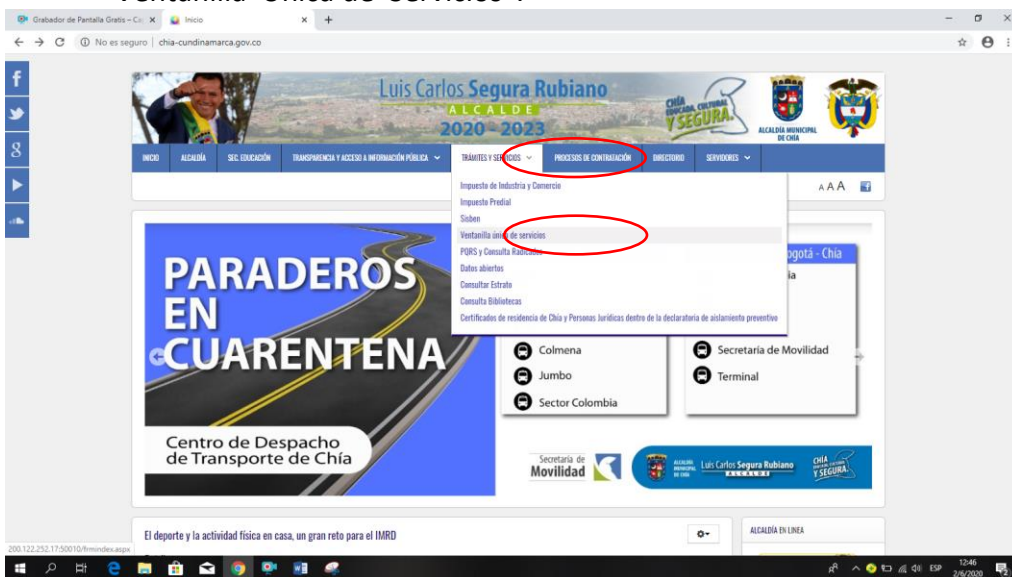 Grabador de Pantalla Gratis – Ca
Inicio
No es seguro | chia-cundinamarca.gov.co
Luis Carlos Segura Rubiano
ALCALDE
2020 - 2023
CHÍA
EDUCADA, CULTURAL
Y SEGURA.
ALCALDÍA MUNICIPAL
DE CHÍA
INICIO ALCALDÍA SEC. EDUCACIÓN TRANSPARENCIA Y ACCESO A INFORMACIÓN PÚBLICA TRÁMITES Y SERVICIOS PROCESOS DE CONTRATACIÓN DIRECTORIO SERVIDORES
A A A
Impuesto de Industria y Comercio
Impuesto Predial
Sisben
Ventanilla única de servicios
PQRS y Consulta Radicados
Datos abiertos
Consultar Estrato
Consulta Bibliotecas
Certificados de residencia de Chía y Personas Jurídicas dentro de la declaratoria de aislamiento preventivo
PARADEROS
EN
CUARENTENA
Centro de Despacho
de Transporte de Chía
ogotá - Chía
ia
Colmena
Jumbo
Sector Colombia
Secretaría de Movilidad
Terminal
Secretaría de
Movilidad
ALCALDÍA
MUNICIPAL
DE CHÍA
Luis Carlos Segura Rubiano
ALCALDE
CHÍA
EDUCADA, CULTURAL
Y SEGURA.
El deporte y la actividad física en casa, un gran reto para el IMRD
ALCALDÍA EN LINEA
200.122.252.17:50010/frmindex.aspx
ESP
12:46
2/6/2020